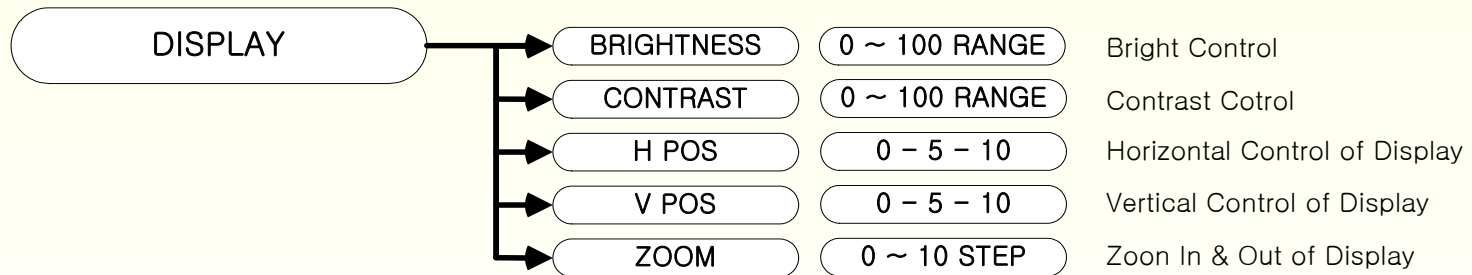 DISPLAY
BRIGHTNESS 0 ~ 100 RANGE Bright Control
CONTRAST 0 ~ 100 RANGE Contrast Cotrol
H POS 0 - 5 - 10 Horizontal Control of Display
V POS 0 - 5 - 10 Vertical Control of Display
ZOOM 0 ~ 10 STEP Zoon In & Out of Display